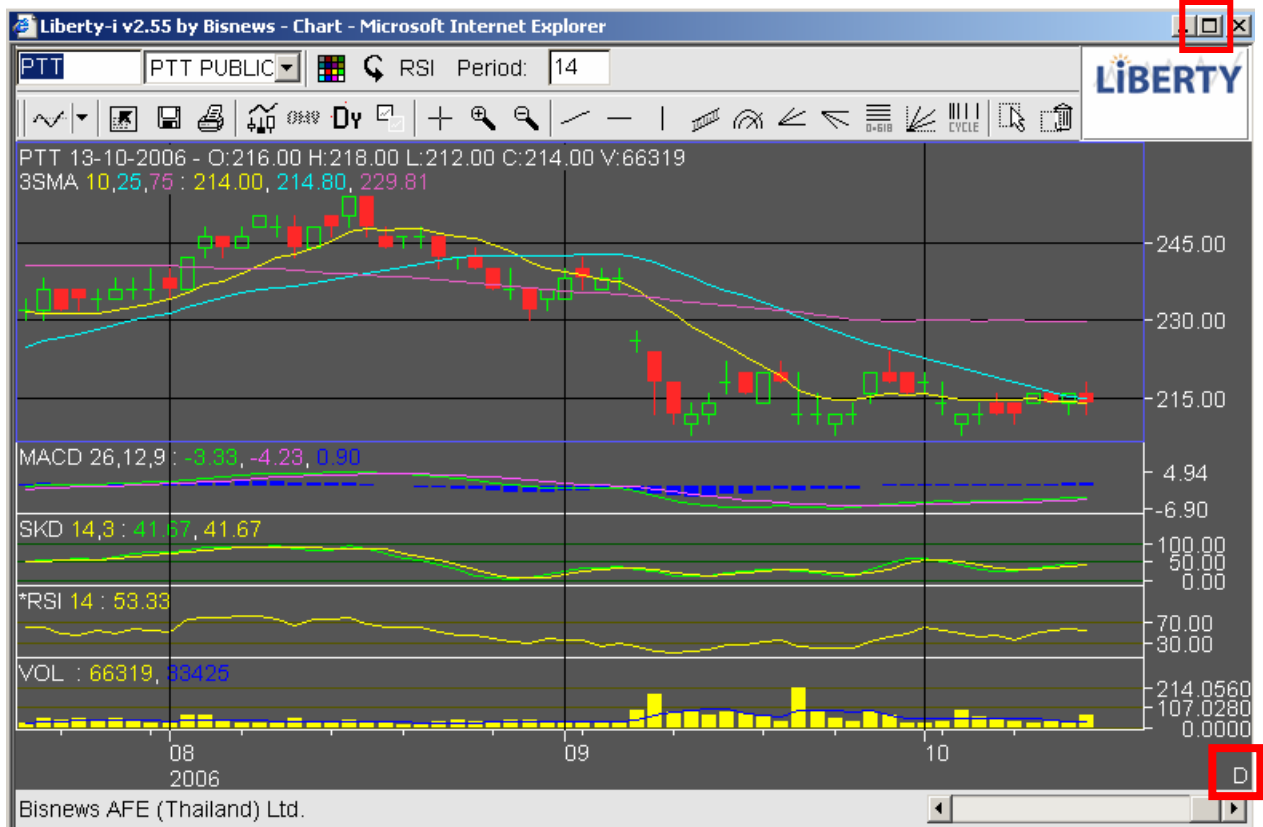 Liberty-i v2.55 by Bisnews - Chart - Microsoft Internet Explorer
PTT PTT PUBLIC RSI Period: 14
LiBERTY
Dy 0-618 CYCLE
PTT 13-10-2006 - O:216.00 H:218.00 L:212.00 C:214.00 V:66319
3SMA 10,25,75 : 214.00, 214.80, 229.81
245.00
230.00
215.00
MACD 26,12,9 : -3.33, -4.23, 0.90
4.94
-6.90
SKD 14,3 : 41.67, 41.67
100.00
50.00
0.00
*RSI 14 : 53.33
70.00
30.00
VOL : 66319, 33425
214.0560
107.0280
0.0000
08 09 10
2006
D
Bisnews AFE (Thailand) Ltd.